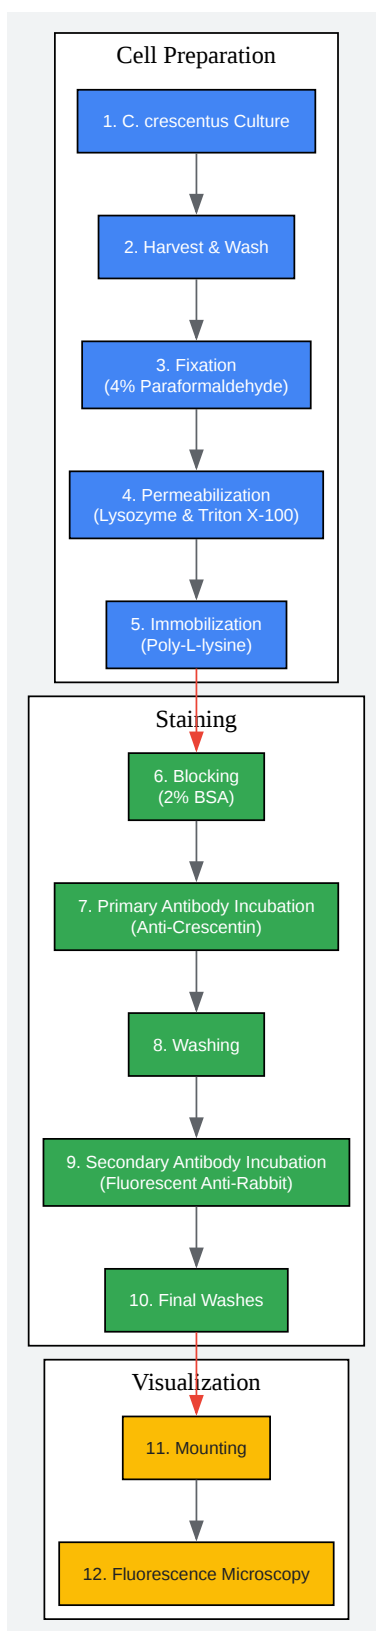 Cell Preparation
1. C. crescentus Culture
2. Harvest & Wash
3. Fixation
(4% Paraformaldehyde)
4. Permeabilization
(Lysozyme & Triton X-100)
5. Immobilization
(Poly-L-lysine)
Staining
6. Blocking
(2% BSA)
7. Primary Antibody Incubation
(Anti-Crescentin)
8. Washing
9. Secondary Antibody Incubation
(Fluorescent Anti-Rabbit)
10. Final Washes
Visualization
11. Mounting
12. Fluorescence Microscopy